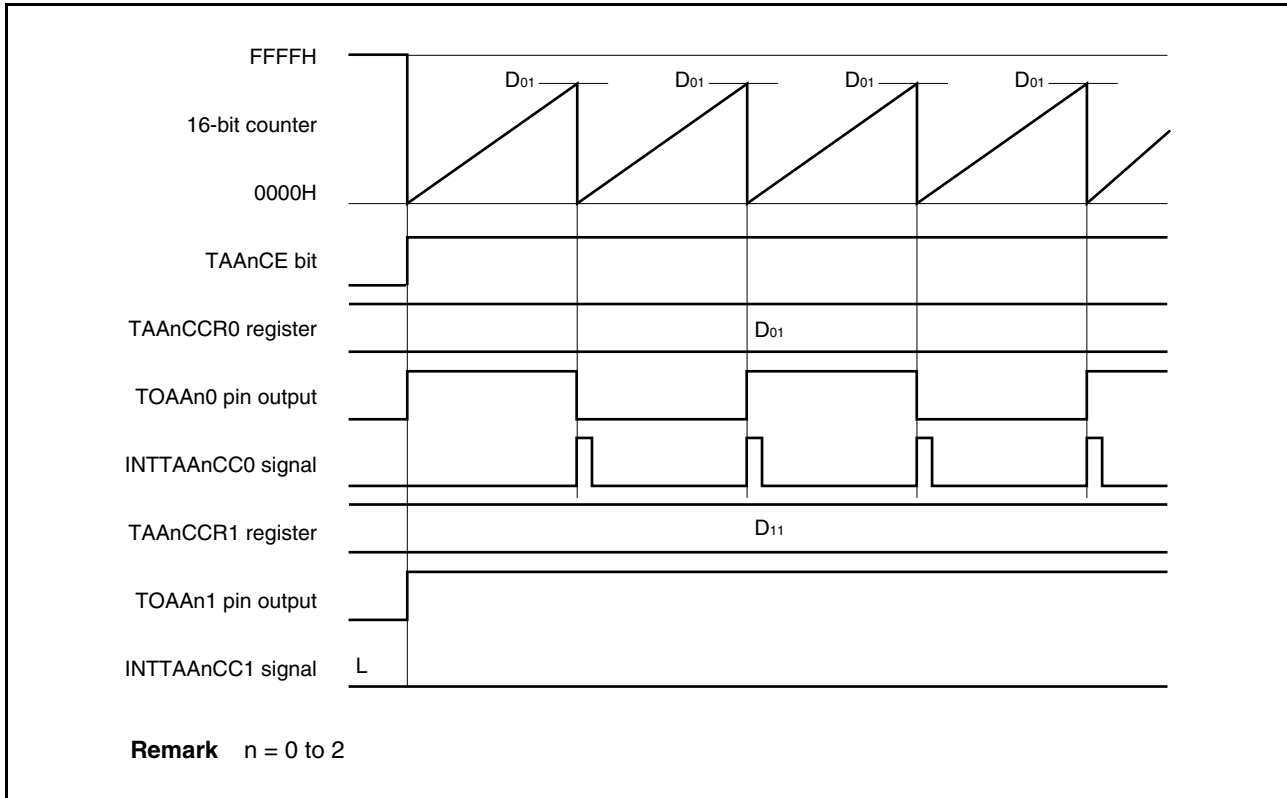 FFFFH
D01 D01 D01 D01
16-bit counter
0000H
TAAnCE bit
TAAnCCR0 register
D01
TOAAn0 pin output
INTTAAnCC0 signal
TAAnCCR1 register
D11
TOAAn1 pin output
INTTAAnCC1 signal L
Remark n = 0 to 2